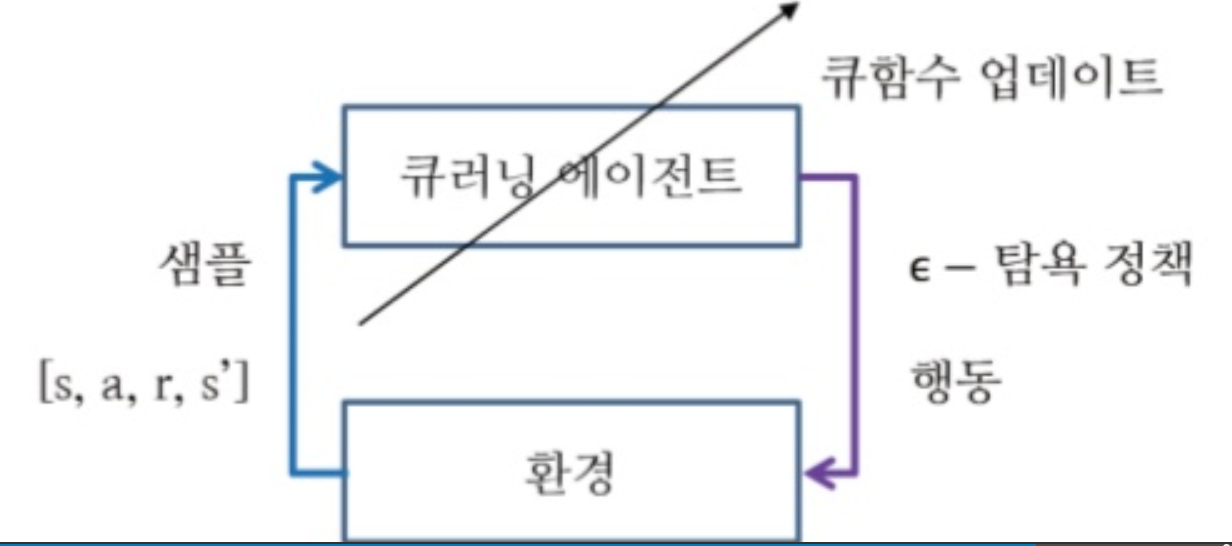 큐함수 업데이트
큐러닝 에이전트
샘플
[s, a, r, s']
ϵ – 탐욕 정책
행동
환경